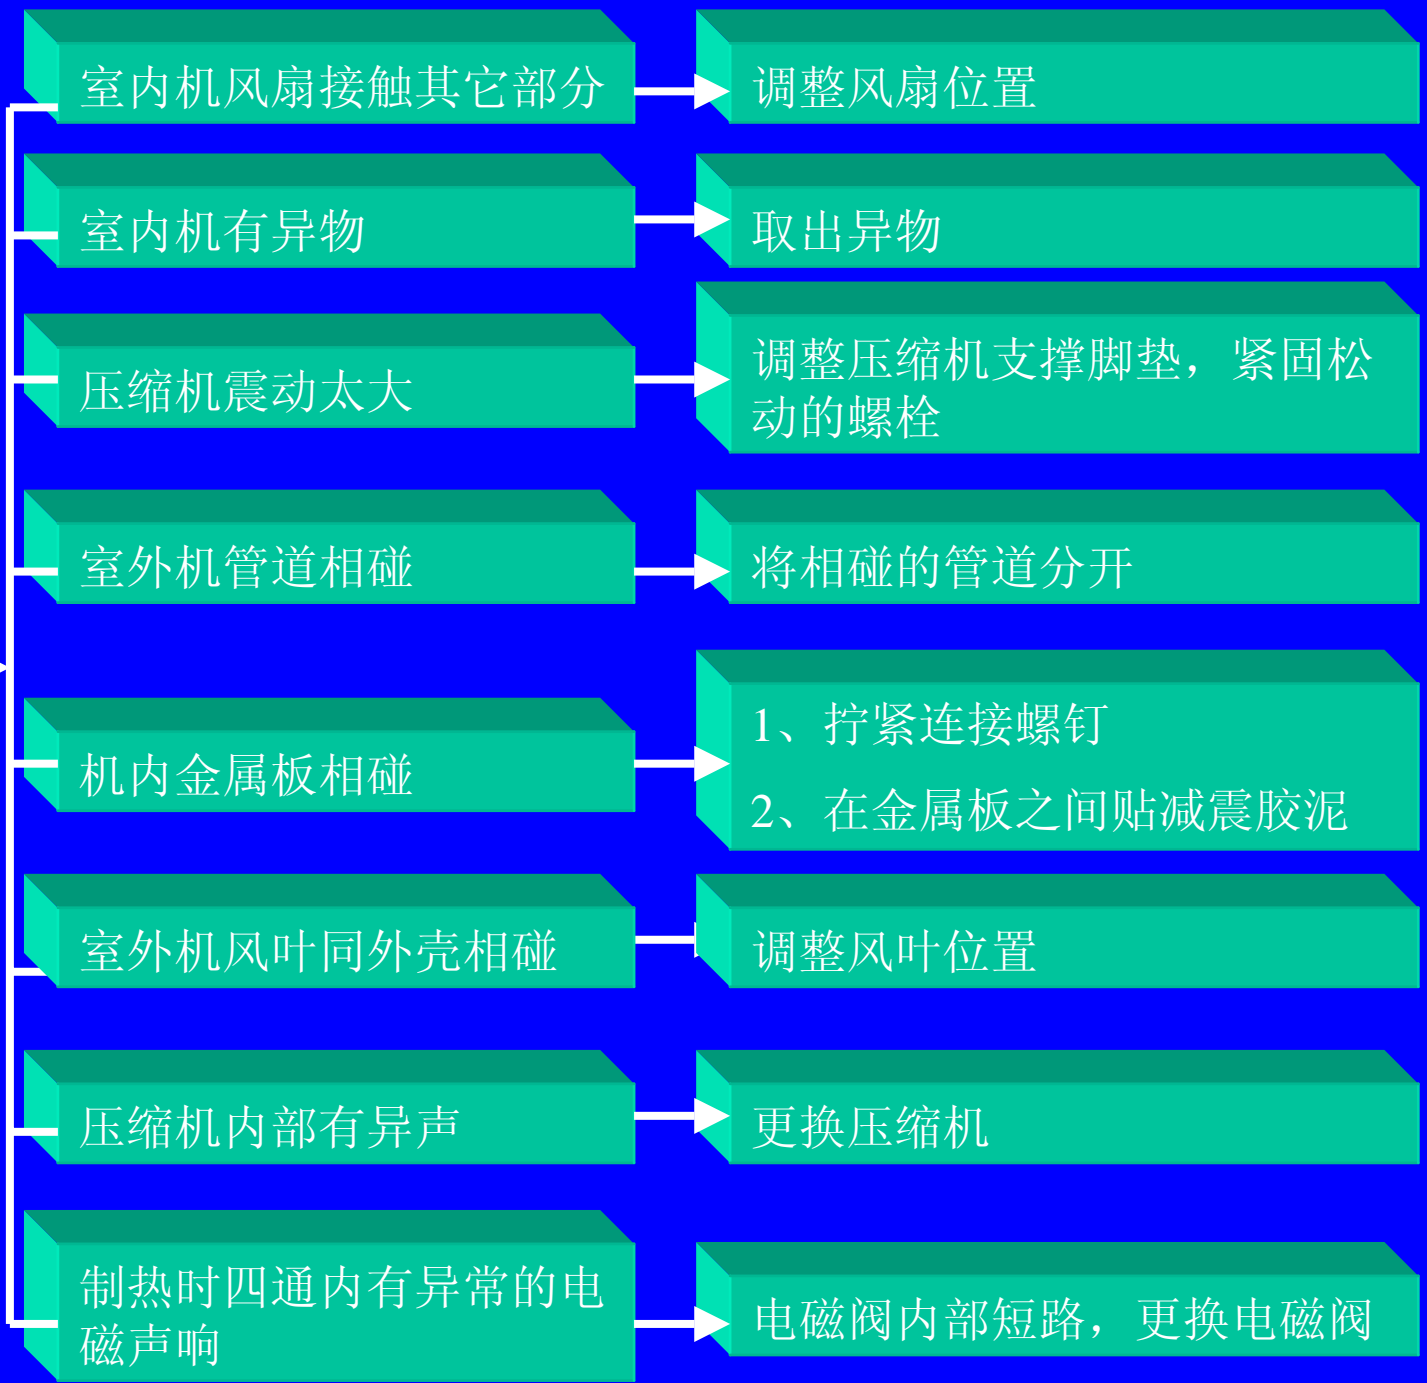 室内机风扇接触其它部分
调整风扇位置
室内机有异物
取出异物
压缩机震动太大
调整压缩机支撑脚垫，紧固松
动的螺栓
室外机管道相碰
将相碰的管道分开
机内金属板相碰
1、拧紧连接螺钉
2、在金属板之间贴减震胶泥
室外机风叶同外壳相碰
调整风叶位置
压缩机内部有异声
更换压缩机
制热时四通内有异常的电
磁声响
电磁阀内部短路，更换电磁阀